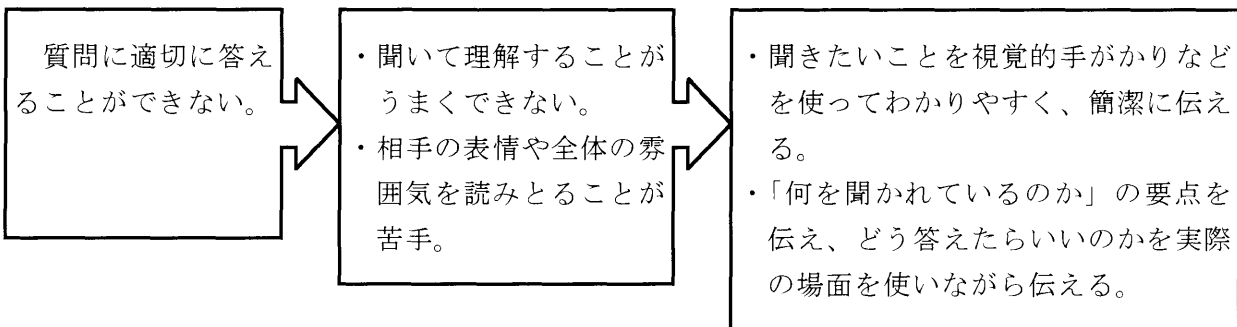 質問に適切に答え
ることができない。
・聞いて理解することが
うまくできない。
・相手の表情や全体の雰
囲気を読みとることが
苦手。
・聞きたいことを視覚的手がかりなど
を使ってわかりやすく、簡潔に伝え
る。
・「何を聞かれているのか」の要点を
伝え、どう答えたらいいのかを実際
の場面を使いながら伝える。